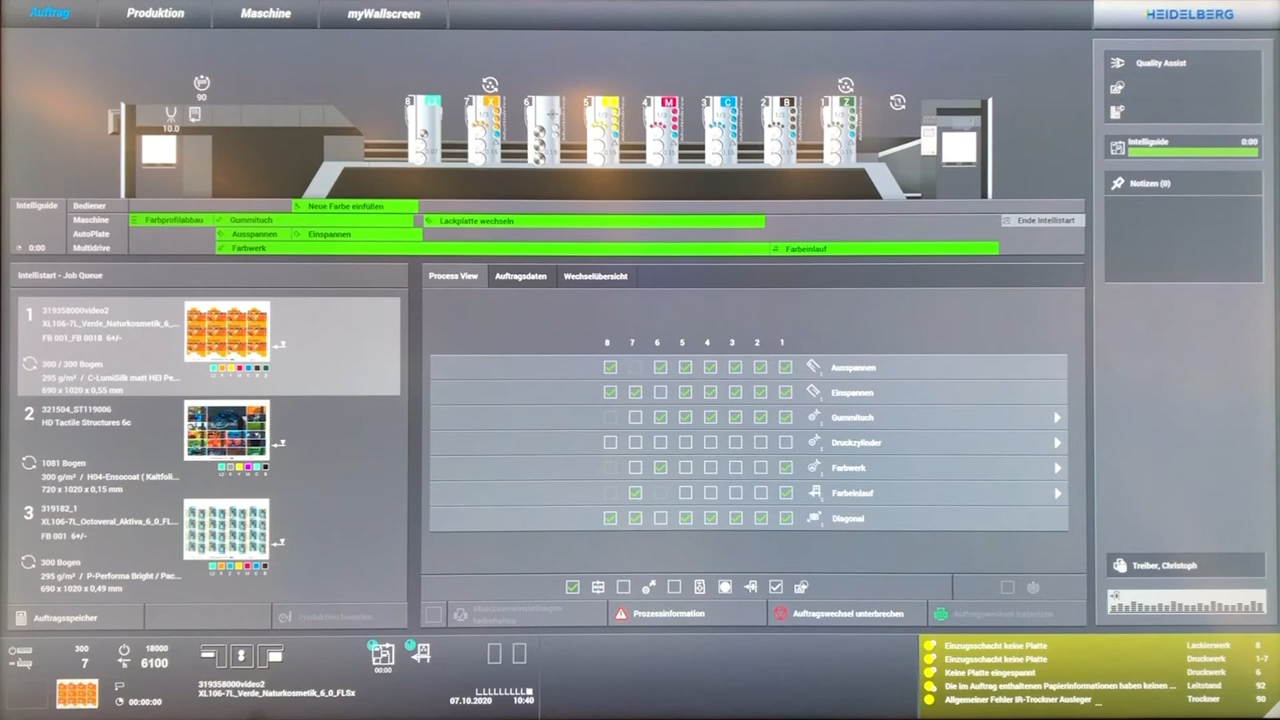 Auftrag
Produktion
Maschine
myWallscreen
HEIDELBERG
90
10.0
8
7 X
6
5 Y
4 M
3 C
2 B
1 Z
Quality Assist
Intelliguide 0:00
Notizen (0)
Intelliguide
0:00
Bediener
Maschine
AutoPlate
Multidrive
Neue Farbe einfüllen
Farbprofilabbau
Gummituch
Lackplatte wechseln
Ende Intellistart
Ausspannen
Einspannen
Farbwerk
Farbeinlauf
Intellistart - Job Queue
1
319358000video2
XL106-7L_Verde_Naturkosmetik_6_...
FB 001_FB 0018 6+/-
300 / 300 Bogen
295 g/m² / C-LumiSilk matt HEI Pe...
690 x 1020 x 0,55 mm
2
321504_ST119006
HD Tactile Structures 6c
1081 Bogen
300 g/m² / H04-Ensocoat ( Kaltfoli...
720 x 1020 x 0,15 mm
3
319182_1
XL106-7L_Octoveral_Aktiva_6_0_FL...
FB 001 6+/-
300 Bogen
295 g/m² / P-Performa Bright / Pac...
690 x 1020 x 0,49 mm
Auftragsspeicher
Process View
Auftragsdaten
Wechselübersicht
8 7 6 5 4 3 2 1
Ausspannen
Einspannen
Gummituch
Druckzylinder
Farbwerk
Farbeinlauf
Diagonal
Maschineneinstellungen
beibehalten
Prozessinformation
Auftragswechsel unterbrechen
Treiber, Christoph
300
7
18000
6100
00:00:00
319358000video2
XL106-7L_Verde_Naturkosmetik_6_0_FLSx
00:00
07.10.2020
10:40
Einzugsschacht keine Platte Lackierwerk 8
Einzugsschacht keine Platte Druckwerk 1-7
Keine Platte eingespannt Druckwerk 6
Die im Auftrag enthaltenen Papierinformationen haben keinen ... Leitstand 92
Allgemeiner Fehler IR-Trockner Ausleger ... Trockner 90